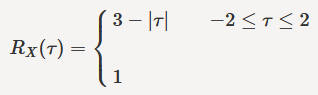 3 − |τ| −2 ≤ τ ≤ 2
R_X(τ) = {
1